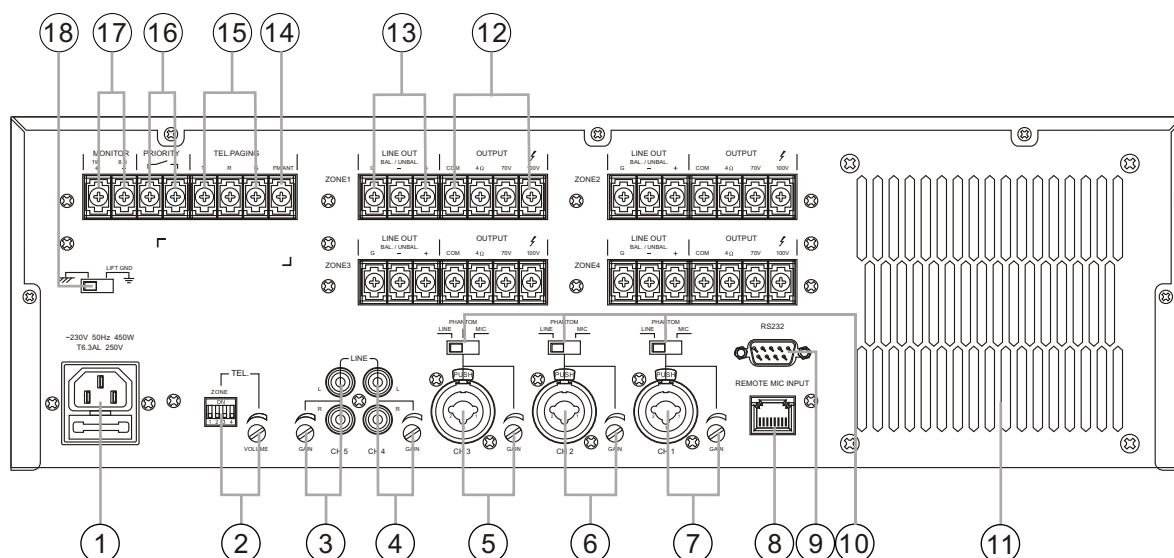 18 17 16 15 14 13 12
MONITOR PRIORITY TEL.PAGING
8Ω
R FM ANT
LINE OUT OUTPUT
BAL. / UNBAL.
G − + COM 4Ω 70V 100V
ZONE1
LINE OUT OUTPUT
BAL. / UNBAL.
G − + COM 4Ω 70V 100V
ZONE2
LINE OUT OUTPUT
BAL. / UNBAL.
G − + COM 4Ω 70V 100V
ZONE3
LINE OUT OUTPUT
BAL. / UNBAL.
G − + COM 4Ω 70V 100V
ZONE4
LIFT GND
~230V 50Hz 450W
T6.3AL 250V
TEL.
ZONE
ON
1 2 3 4
VOLUME
LINE
L L
R R
GAIN CH 5 CH 4 GAIN
PHANTOM
LINE MIC
PUSH
CH 3 GAIN
PHANTOM
LINE MIC
PUSH
CH 2 GAIN
PHANTOM
LINE MIC
PUSH
CH 1 GAIN
RS232
REMOTE MIC INPUT
1 2 3 4 5 6 7 8 9 10 11